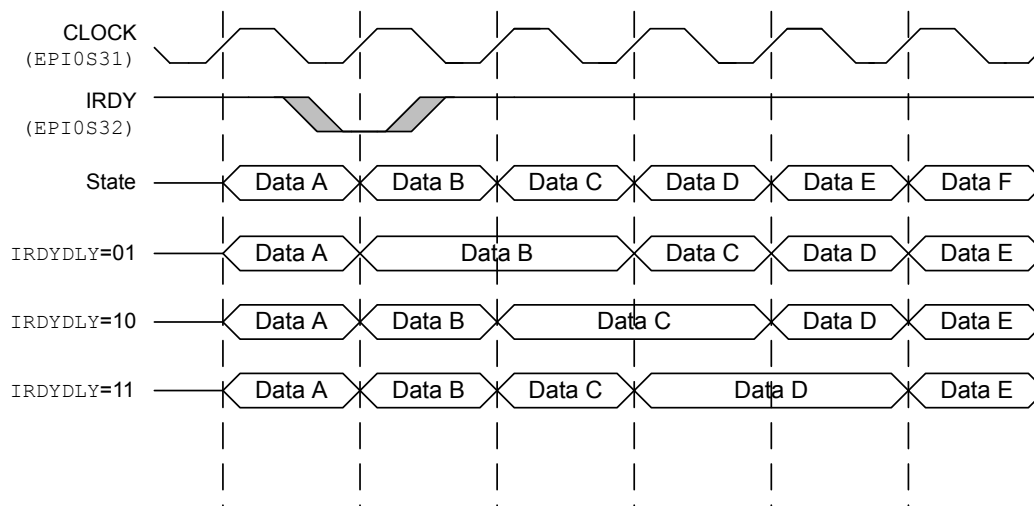 CLOCK
(EPI0S31)
IRDY
(EPI0S32)
State Data A Data B Data C Data D Data E Data F
IRDYDLY=01 Data A Data B Data C Data D Data E
IRDYDLY=10 Data A Data B Data C Data D Data E
IRDYDLY=11 Data A Data B Data C Data D Data E